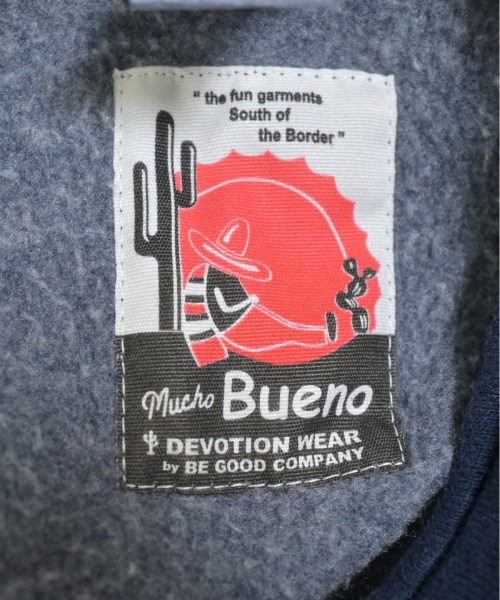 " the fun garments
South of
the Border "
Mucho Bueno
DEVOTION WEAR
by BE GOOD COMPANY